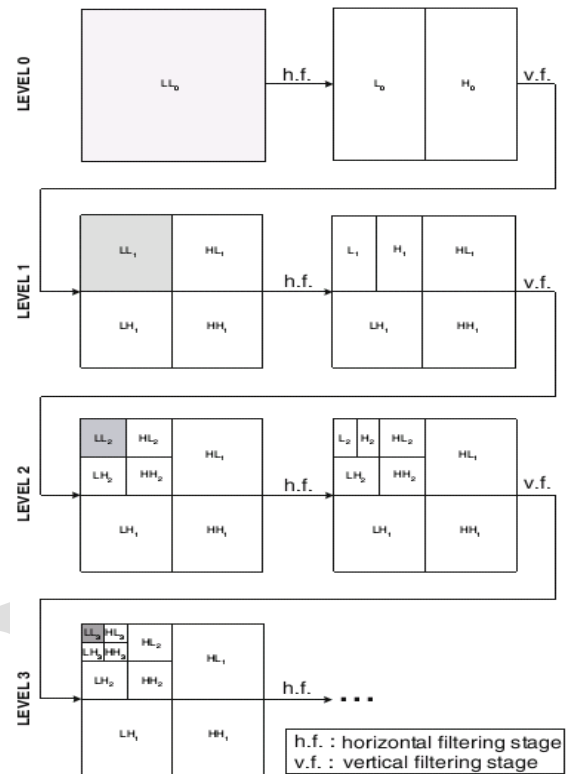 LEVEL 0
LL₀
h.f.
L₀ H₀
v.f.
LEVEL 1
LL₁ HL₁
LH₁ HH₁
h.f.
L₁ H₁ HL₁
LH₁ HH₁
v.f.
LEVEL 2
LL₂ HL₂ HL₁
LH₂ HH₂
LH₁ HH₁
h.f.
L₂ H₂ HL₂ HL₁
LH₂ HH₂
LH₁ HH₁
v.f.
LEVEL 3
LL₃ HL₃ HL₂ HL₁
LH₃ HH₃
LH₂ HH₂
LH₁ HH₁
h.f.
...
h.f. : horizontal filtering stage
v.f. : vertical filtering stage